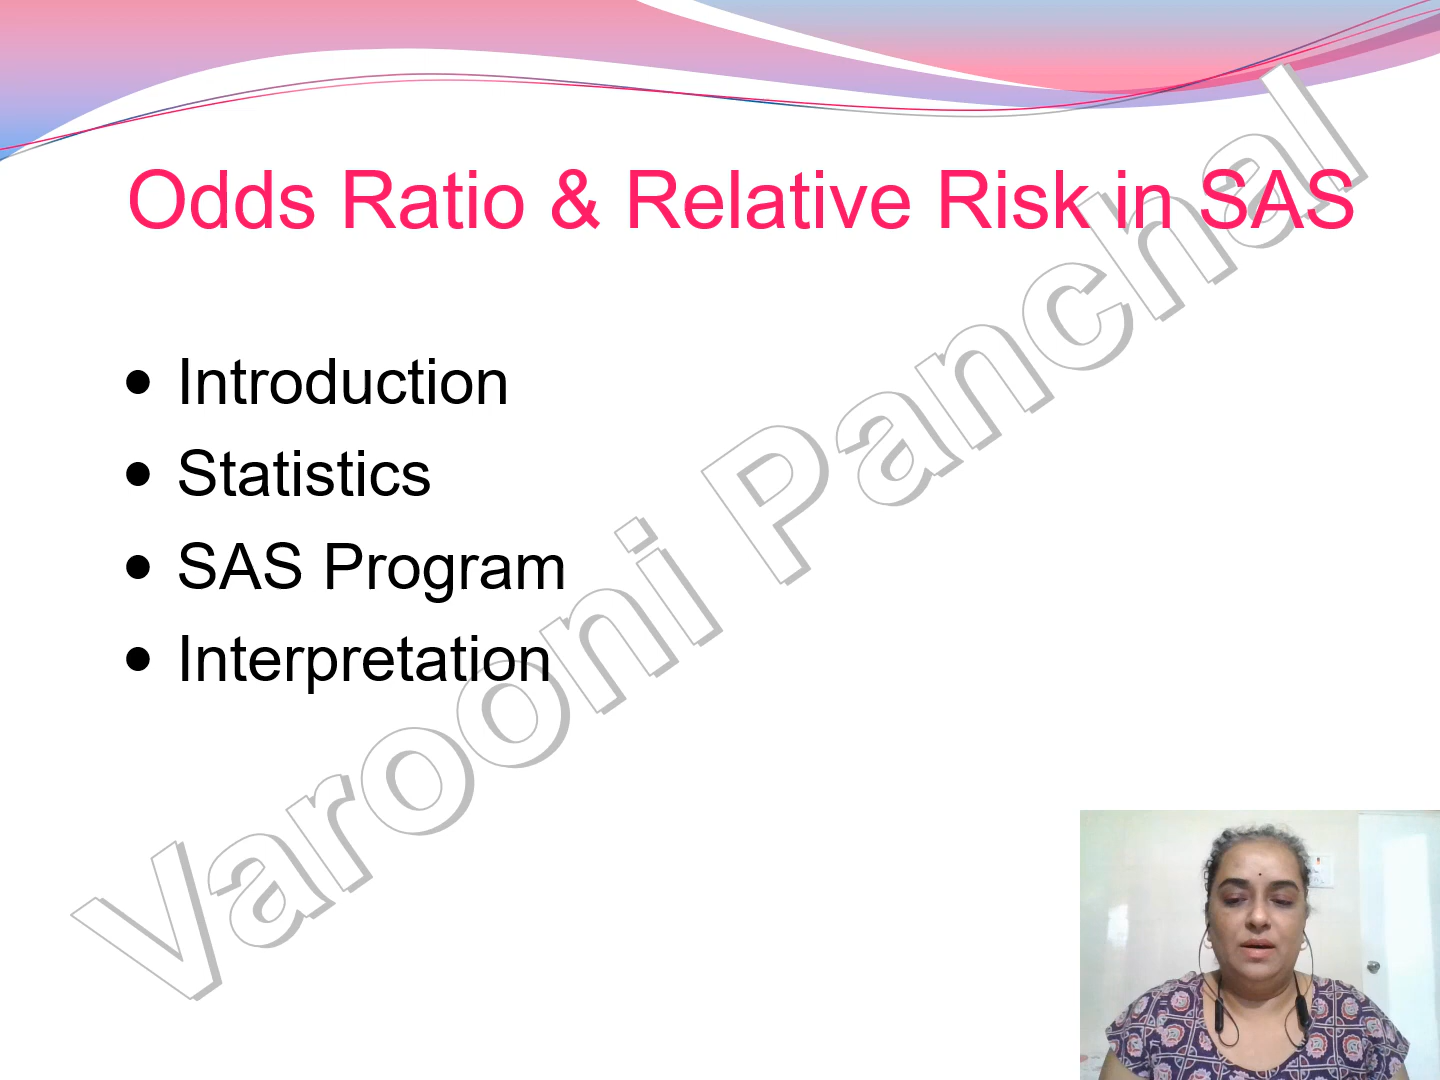 Odds Ratio & Relative Risk in SAS
• Introduction
• Statistics
• SAS Program
• Interpretation
Varooni Panchal